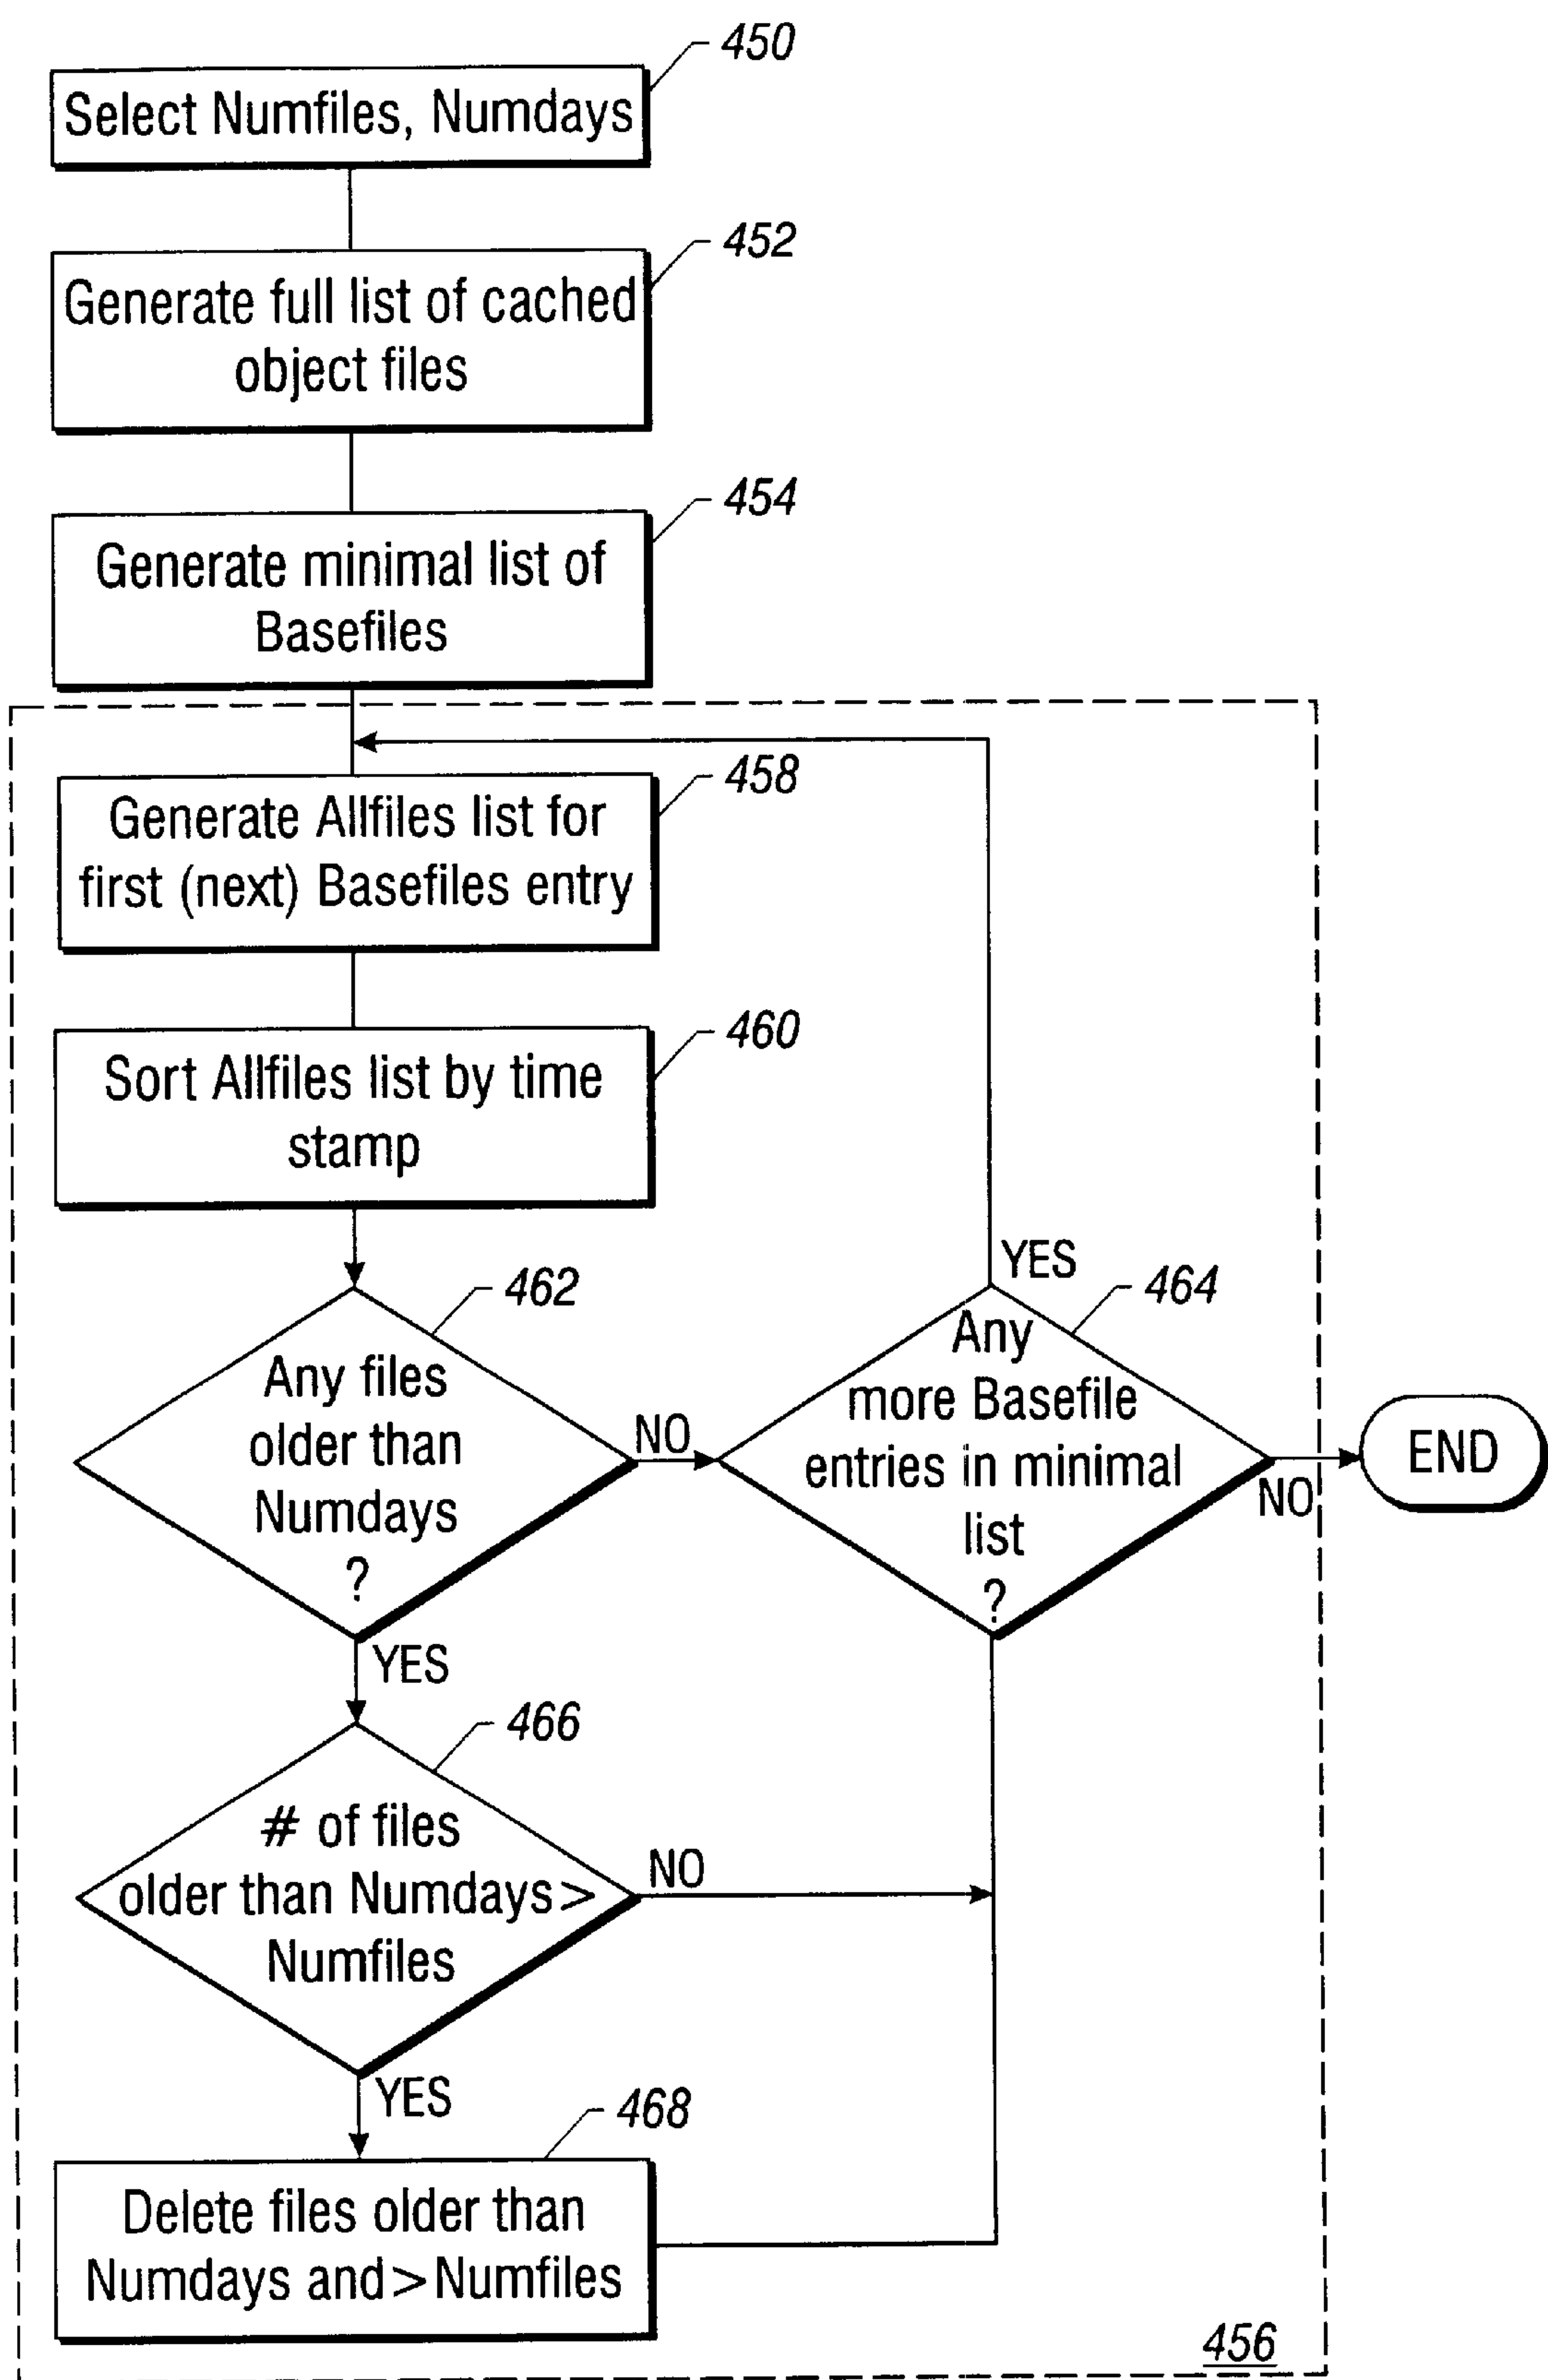 450
Select Numfiles, Numdays
452
Generate full list of cached
object files
454
Generate minimal list of
Basefiles
458
Generate Allfiles list for
first (next) Basefiles entry
460
Sort Allfiles list by time
stamp
462
Any files
older than
Numdays
?
NO
YES
464
Any
more Basefile
entries in minimal
list
?
YES
NO
END
466
# of files
older than Numdays >
Numfiles
NO
YES
468
Delete files older than
Numdays and > Numfiles
456